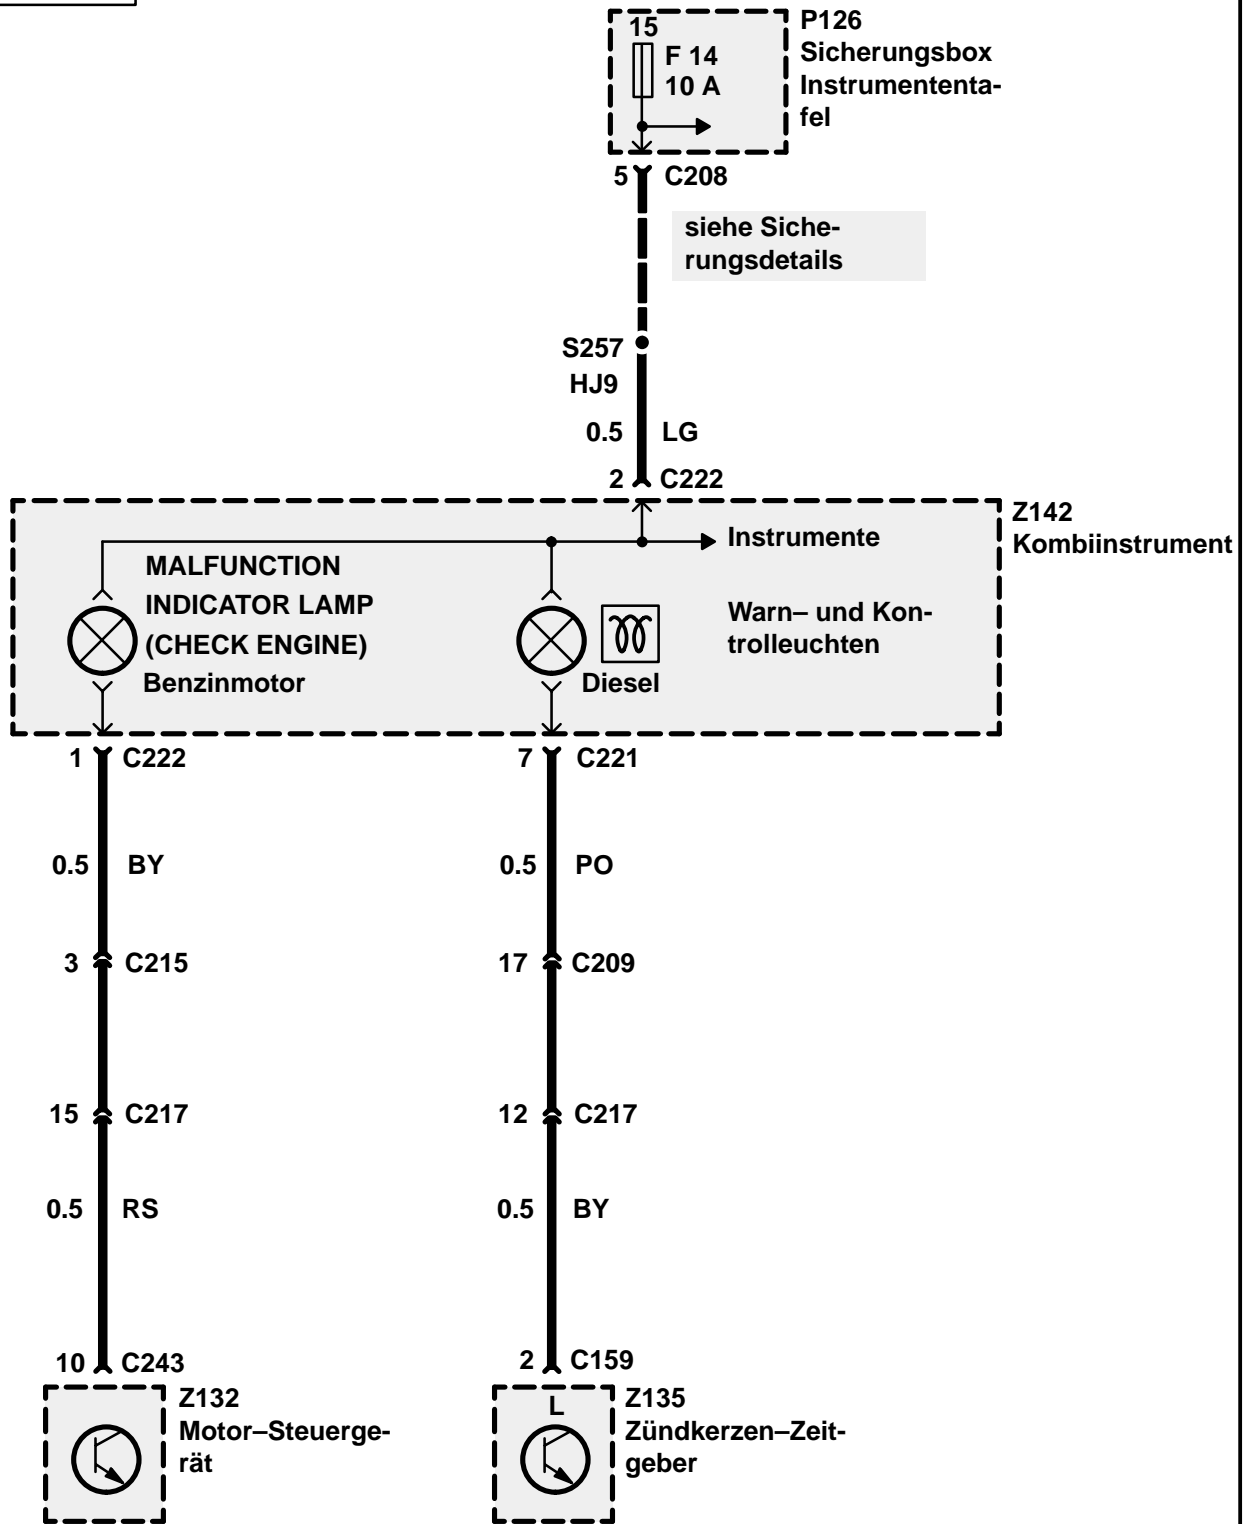 15
F 14
10 A
P126
Sicherungsbox
Instrumententa-
fel
5
C208
siehe Siche-
rungsdetails
S257
HJ9
0.5
LG
2
C222
Z142
Kombiinstrument
Instrumente
MALFUNCTION
INDICATOR LAMP
(CHECK ENGINE)
Benzinmotor
Diesel
Warn– und Kon-
trolleuchten
1
C222
7
C221
0.5
BY
0.5
PO
3
C215
17
C209
15
C217
12
C217
0.5
RS
0.5
BY
10
C243
2
C159
Z132
Motor–Steuerge-
rät
L
Z135
Zündkerzen–Zeit-
geber